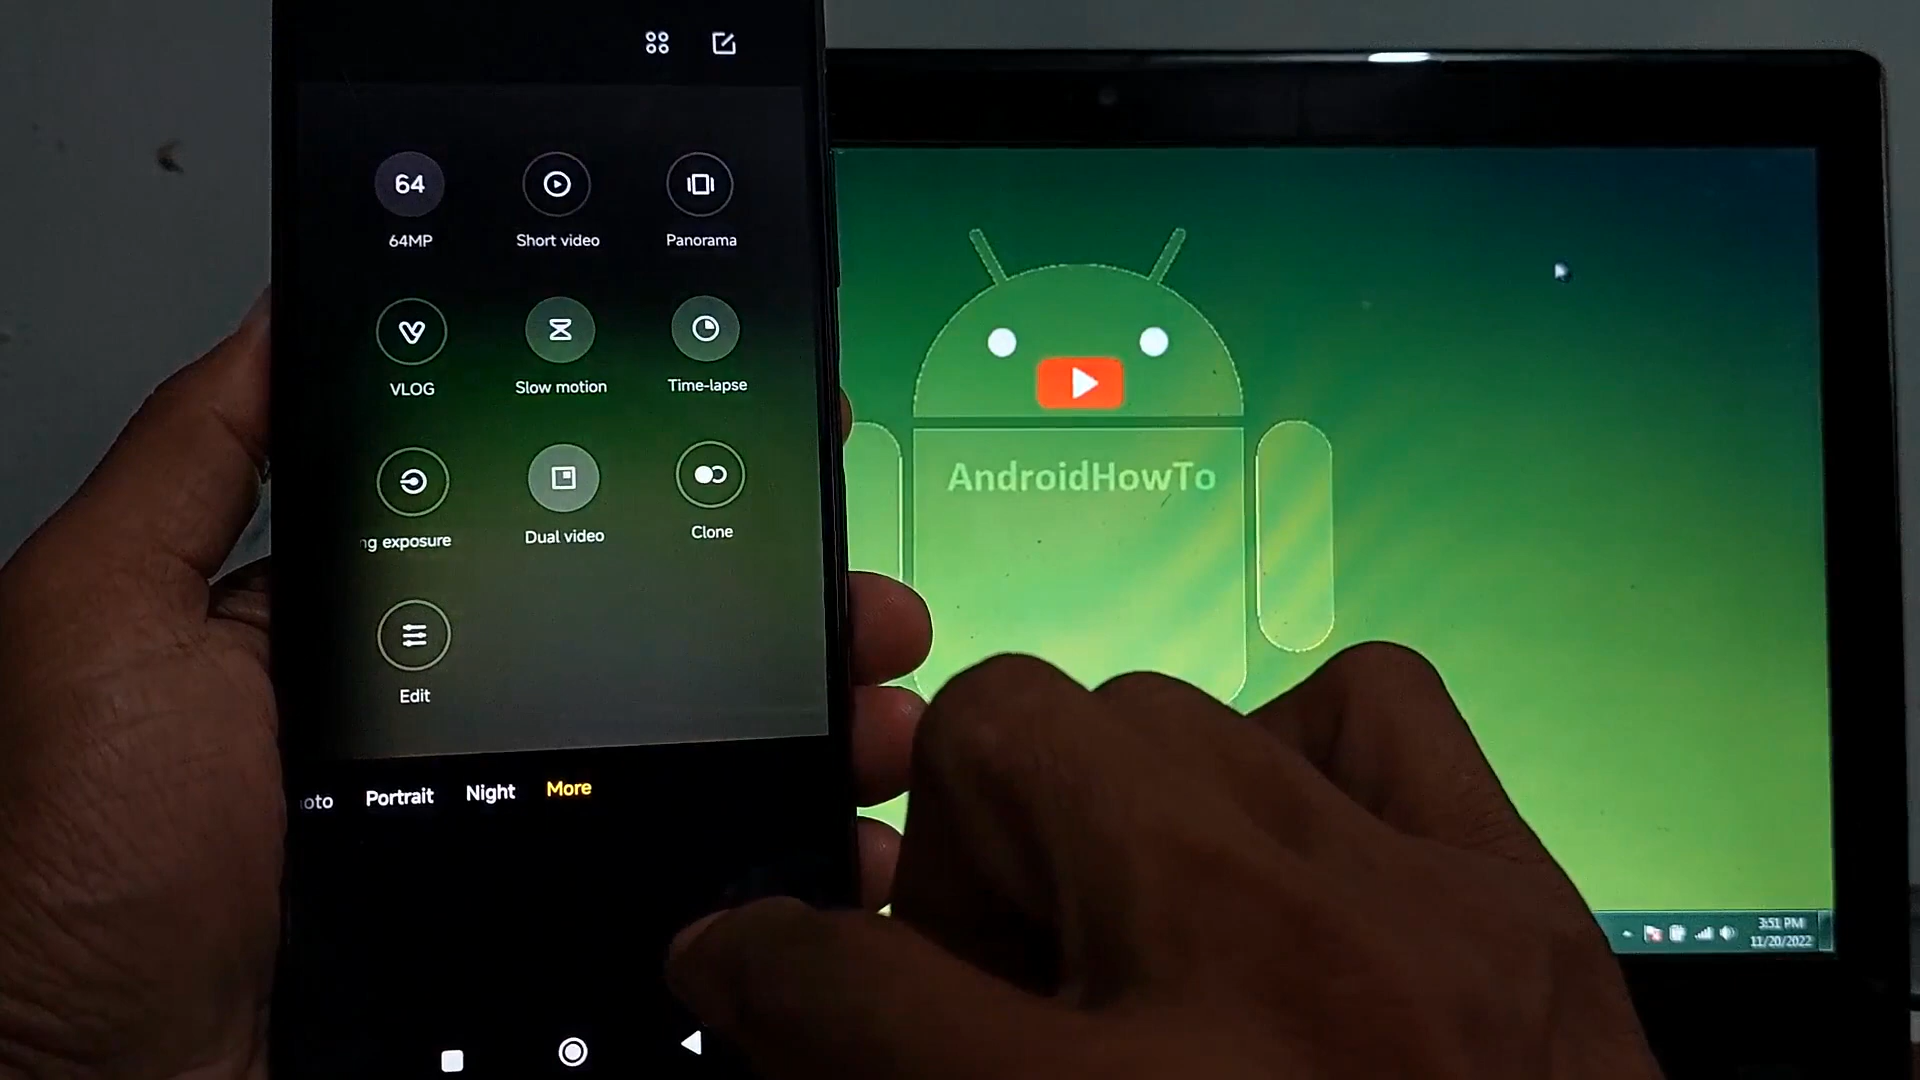 64
64MP
Short video
Panorama
VLOG
Slow motion
Time-lapse
ng exposure
Dual video
Clone
Edit
oto
Portrait
Night
More
AndroidHowTo
3:51 PM
11/20/2022